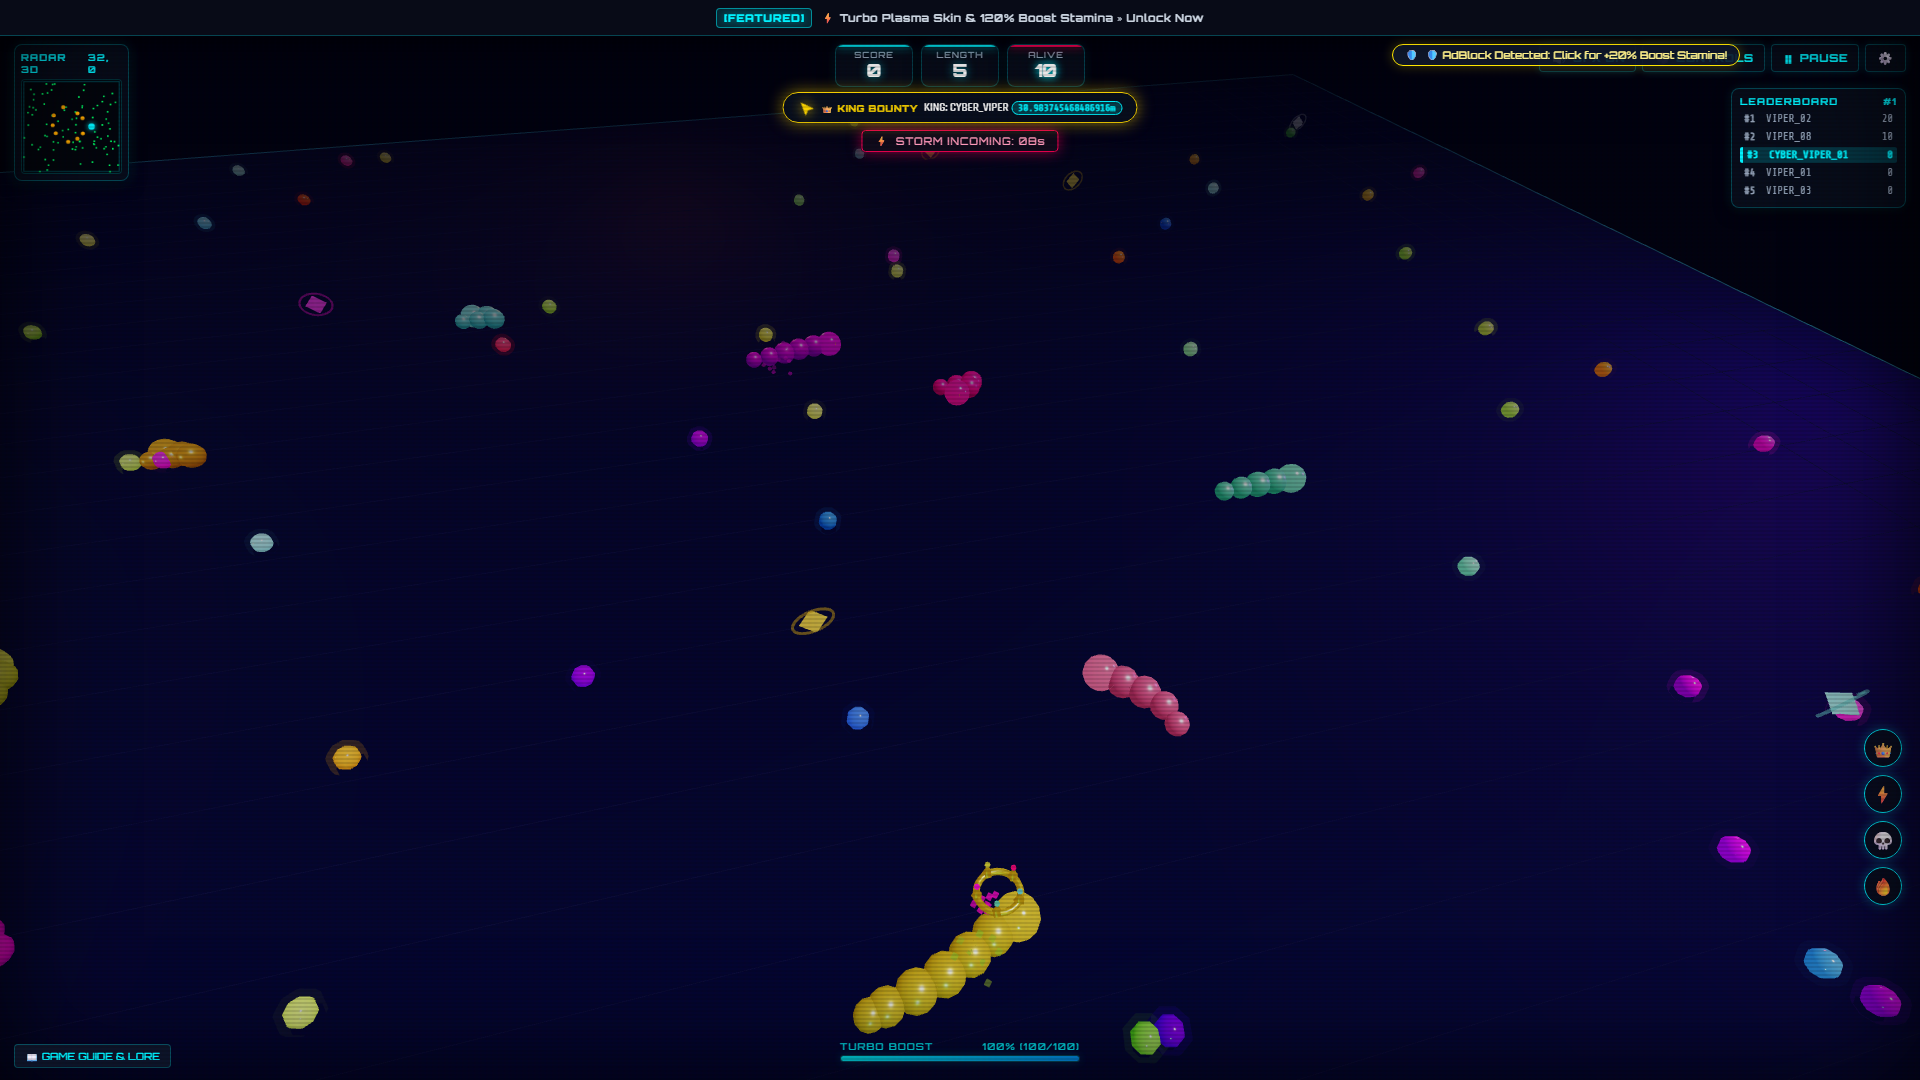 [FEATURED] Turbo Plasma Skin & 120% Boost Stamina » Unlock Now
RADAR 3D
32, 0
SCORE
0
LENGTH
5
ALIVE
10
AdBlock Detected: Click for +20% Boost Stamina!
LS
PAUSE
KING BOUNTY KING: CYBER_VIPER 30.983745468486916m
STORM INCOMING: 08s
LEADERBOARD #1
#1 VIPER_02 20
#2 VIPER_08 10
#3 CYBER_VIPER_01 0
#4 VIPER_01 0
#5 VIPER_03 0
GAME GUIDE & LORE
TURBO BOOST 100% (100/100)